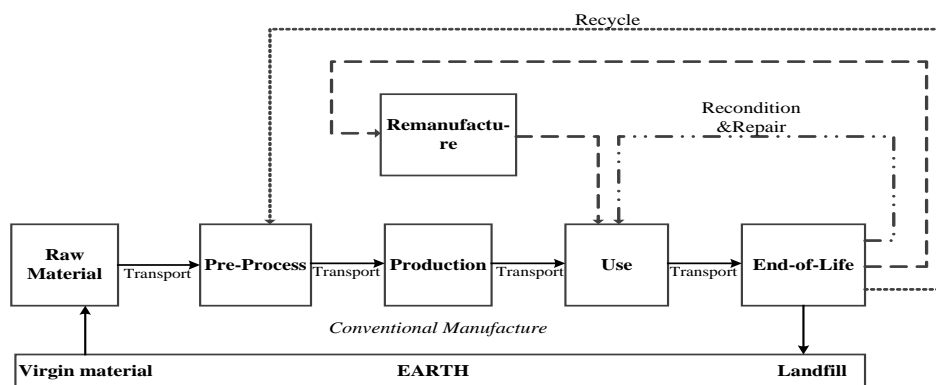 Recycle
Remanufactu-
re
Recondition
&Repair
Raw
Material
Transport
Pre-Process
Transport
Production
Transport
Use
Transport
End-of-Life
Conventional Manufacture
Virgin material
EARTH
Landfill